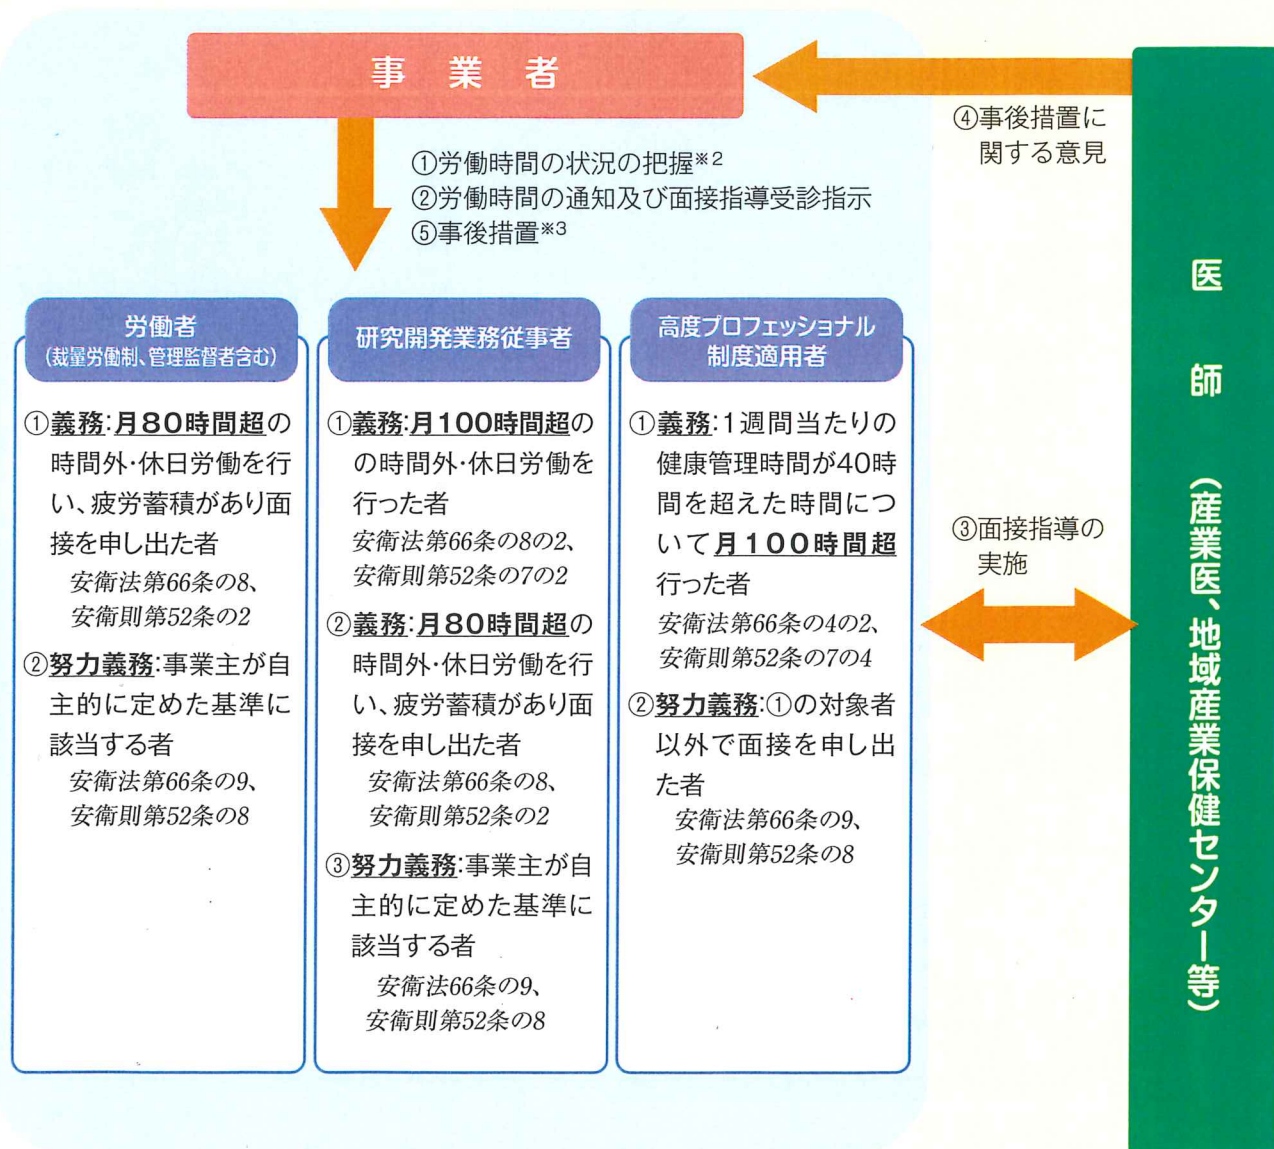 事 業 者
④事後措置に
関する意見
①労働時間の状況の把握※2
②労働時間の通知及び面接指導受診指示
⑤事後措置※3
労働者
(裁量労働制、管理監督者含む)
①義務:月80時間超の
時間外・休日労働を行
い、疲労蓄積があり面
接を申し出た者
安衛法第66条の8、
安衛則第52条の2
②努力義務:事業主が自
主的に定めた基準に
該当する者
安衛法第66条の9、
安衛則第52条の8
研究開発業務従事者
①義務:月100時間超の
の時間外・休日労働を
行った者
安衛法第66条の8の2、
安衛則第52条の7の2
②義務:月80時間超の
時間外・休日労働を行
い、疲労蓄積があり面
接を申し出た者
安衛法第66条の8、
安衛則第52条の2
③努力義務:事業主が自
主的に定めた基準に
該当する者
安衛法66条の9、
安衛則第52条の8
高度プロフェッショナル
制度適用者
①義務:1週間当たりの
健康管理時間が40時
間を超えた時間につ
いて月100時間超
行った者
安衛法第66条の4の2、
安衛則第52条の7の4
②努力義務:①の対象者
以外で面接を申し出
た者
安衛法第66条の9、
安衛則第52条の8
③面接指導の
実施
医 師 (産業医、地域産業保健センター等)